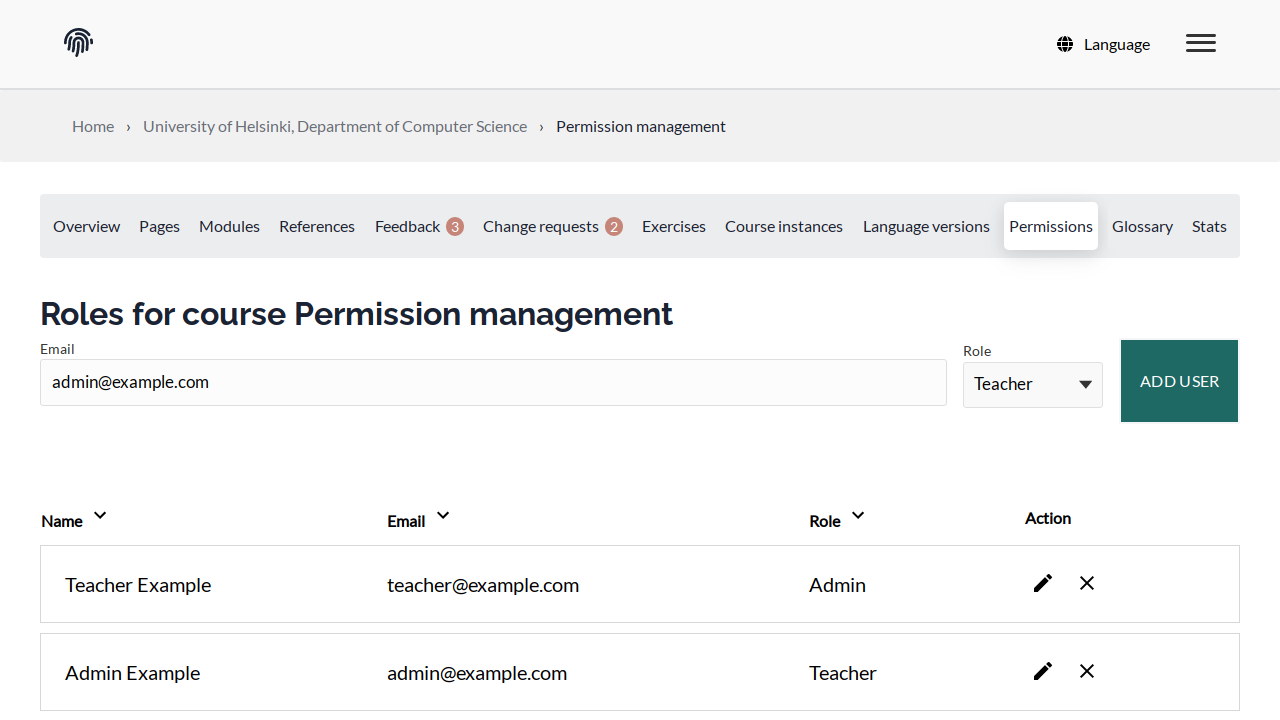 Language
Home › University of Helsinki, Department of Computer Science › Permission management
Overview Pages Modules References Feedback 3 Change requests 2 Exercises Course instances Language versions Permissions Glossary Stats
Roles for course Permission management
Email
admin@example.com
Role
Teacher
ADD USER
Name Email Role Action
Teacher Example teacher@example.com Admin
Admin Example admin@example.com Teacher